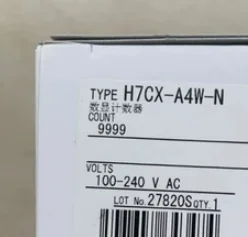 TYPE H7CX-A4W-N
数显计数器
COUNT
9999
VOLTS
100-240 V AC
LOT No.27820S QTY.1